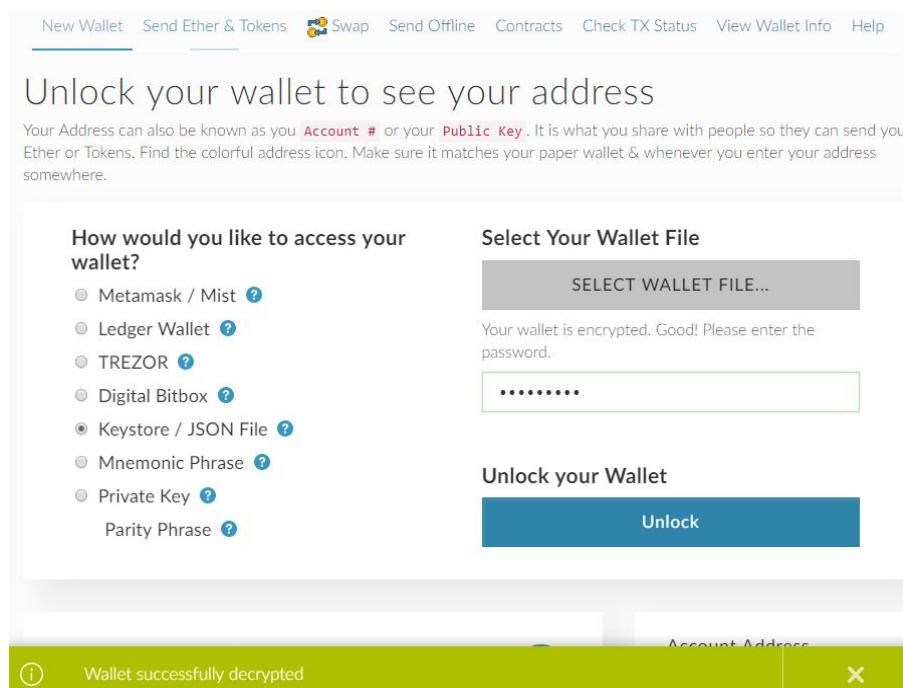 New Wallet Send Ether & Tokens Swap Send Offline Contracts Check TX Status View Wallet Info Help
Unlock your wallet to see your address
Your Address can also be known as you Account # or your Public Key. It is what you share with people so they can send you
Ether or Tokens. Find the colorful address icon. Make sure it matches your paper wallet & whenever you enter your address
somewhere.
How would you like to access your
wallet?
Metamask / Mist ?
Ledger Wallet ?
TREZOR ?
Digital Bitbox ?
Keystore / JSON File ?
Mnemonic Phrase ?
Private Key ?
Parity Phrase ?
Select Your Wallet File
SELECT WALLET FILE...
Your wallet is encrypted. Good! Please enter the
password.
•••••••••
Unlock your Wallet
Unlock
Account Address
Wallet successfully decrypted